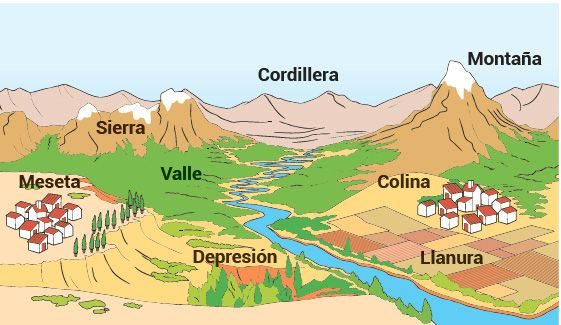 Montaña
Cordillera
Sierra
Valle
Meseta
Colina
Depresión
Llanura